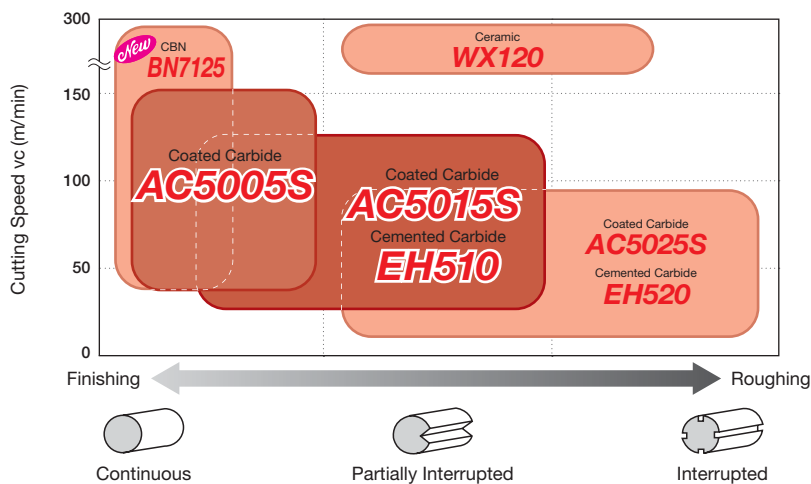 Cutting Speed vc (m/min)
300
150
100
50
0
New
CBN
BN7125
Ceramic
WX120
Coated Carbide
AC5005S
Coated Carbide
AC5015S
Cemented Carbide
EH510
Coated Carbide
AC5025S
Cemented Carbide
EH520
Finishing
Roughing
Continuous
Partially Interrupted
Interrupted